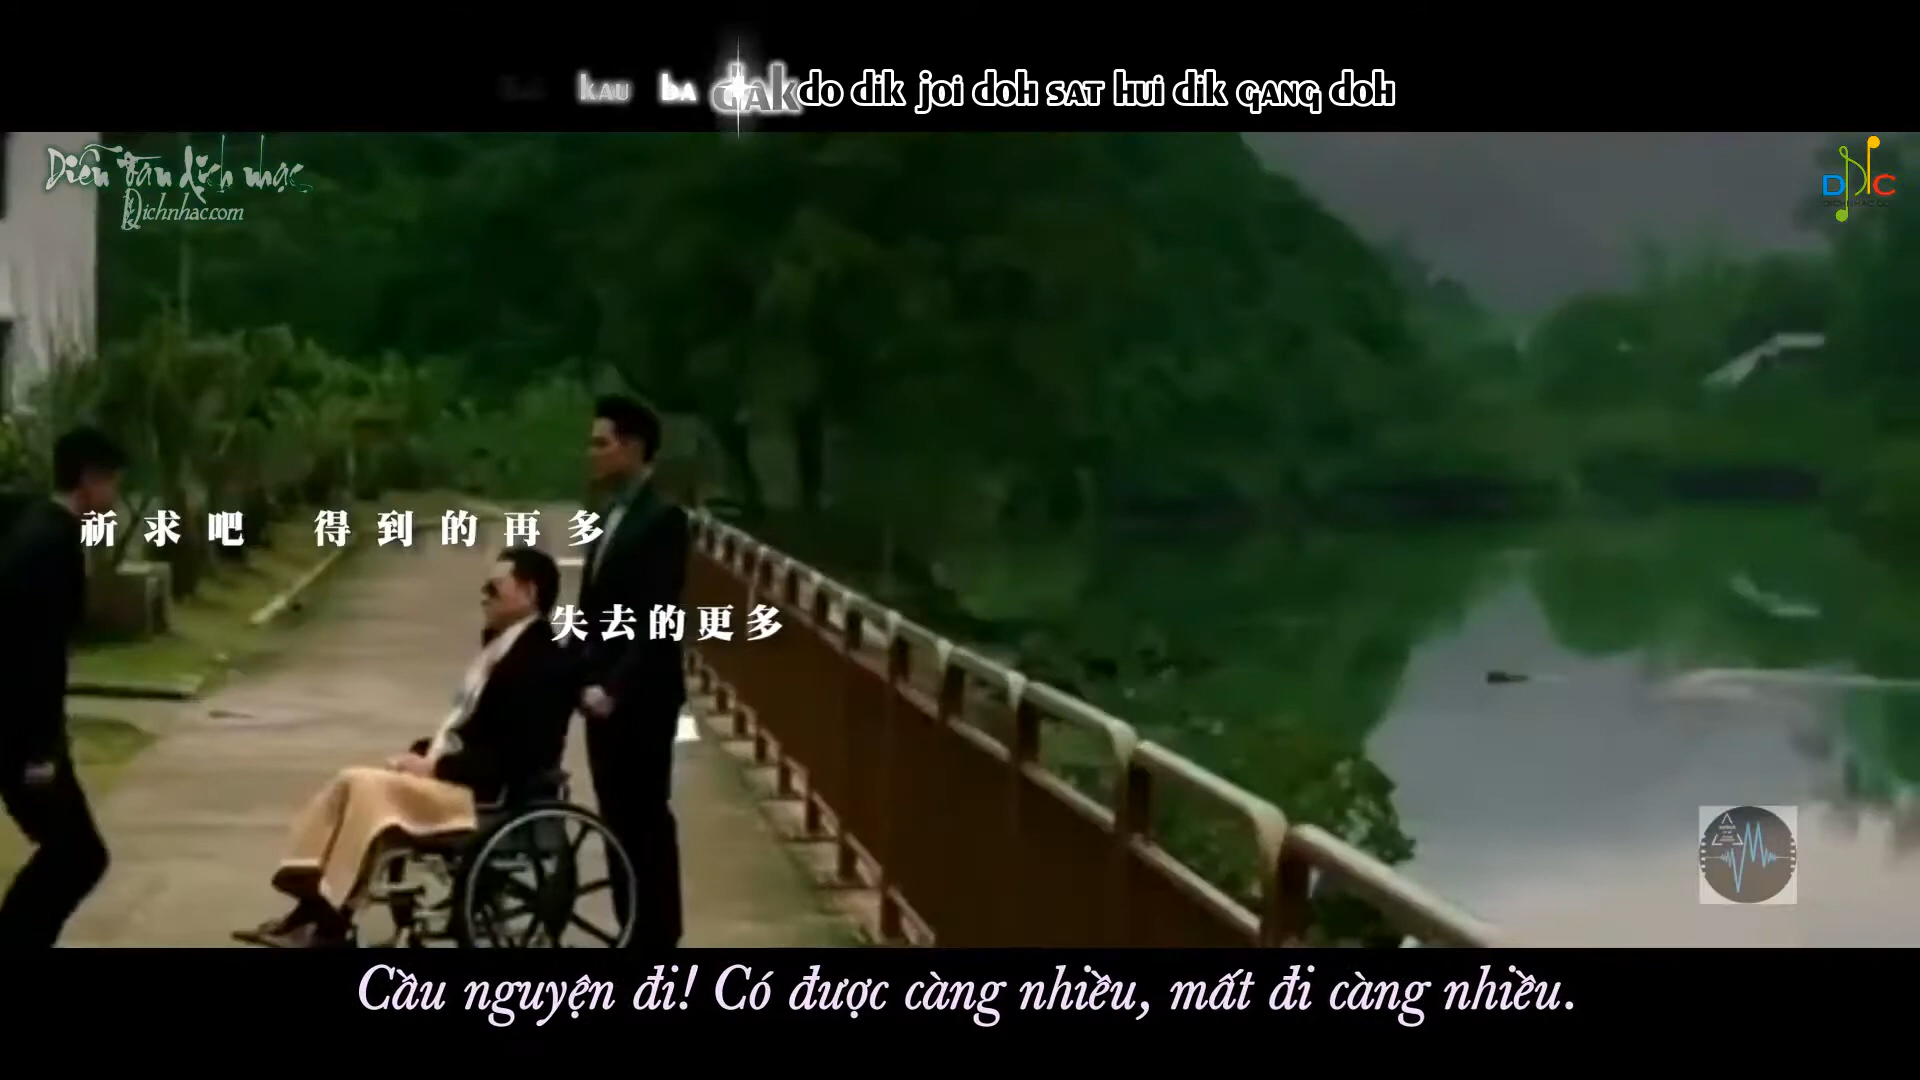 kau ba dak do dik joi doh sat hui dik gang doh
Diễn đàn dịch nhạc
Dichnhac.com
DNC
祈求吧 得到的再多
失去的更多
Cầu nguyện đi! Có được càng nhiều, mất đi càng nhiều.